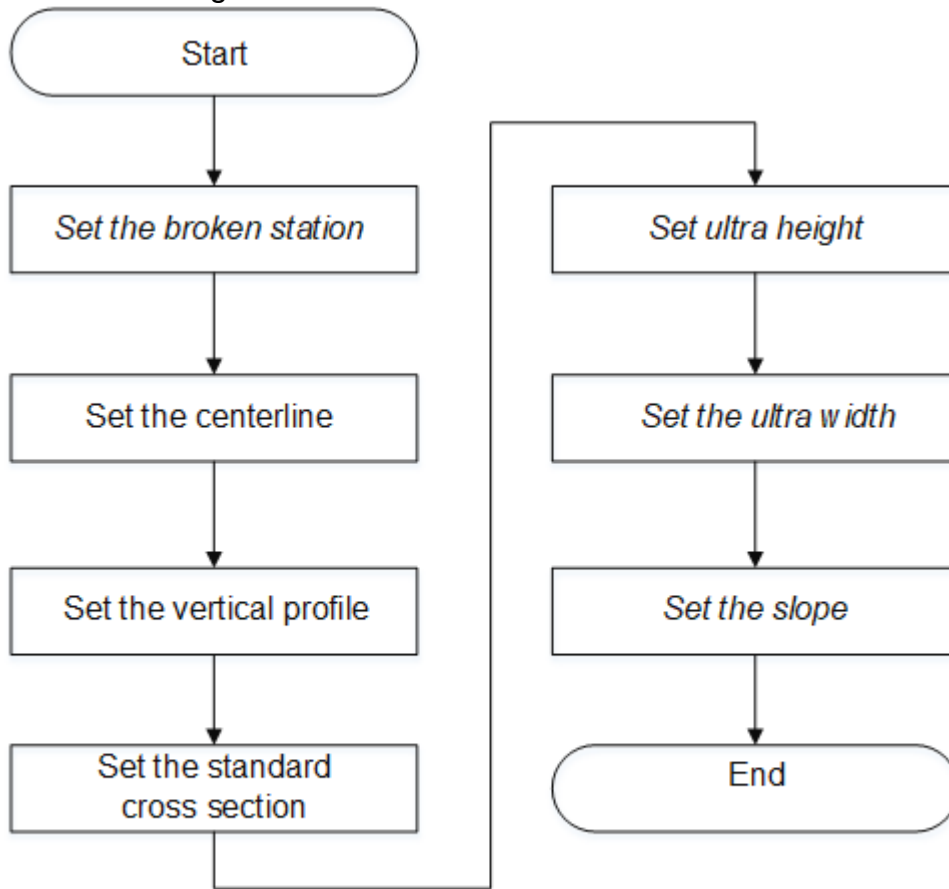 Start
Set the broken station
Set the centerline
Set the vertical profile
Set the standard
cross section
Set ultra height
Set the ultra width
Set the slope
End